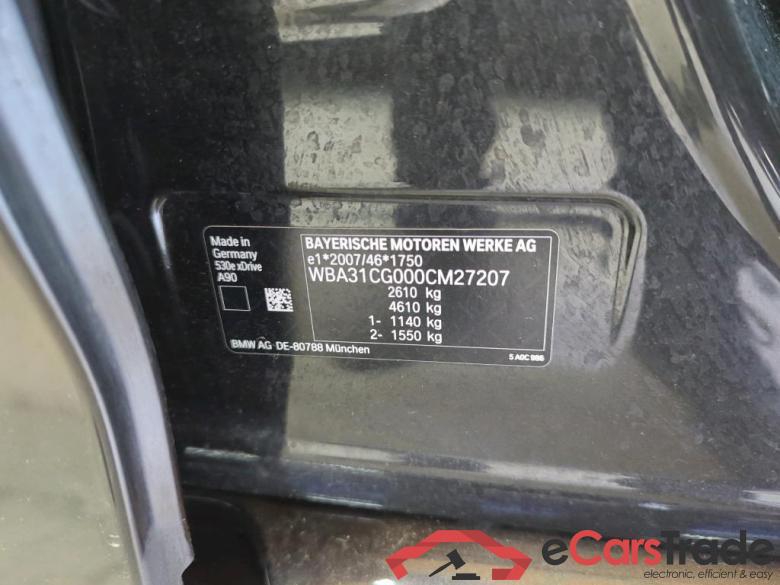 Made in
Germany
530e xDrive
A90
BAYERISCHE MOTOREN WERKE AG
e1*2007/46*1750
WBA31CG000CM27207
2610 kg
4610 kg
1- 1140 kg
2- 1550 kg
BMW AG DE-80788 München
5 A0C 986
eCarsTrade
electronic, efficient & easy